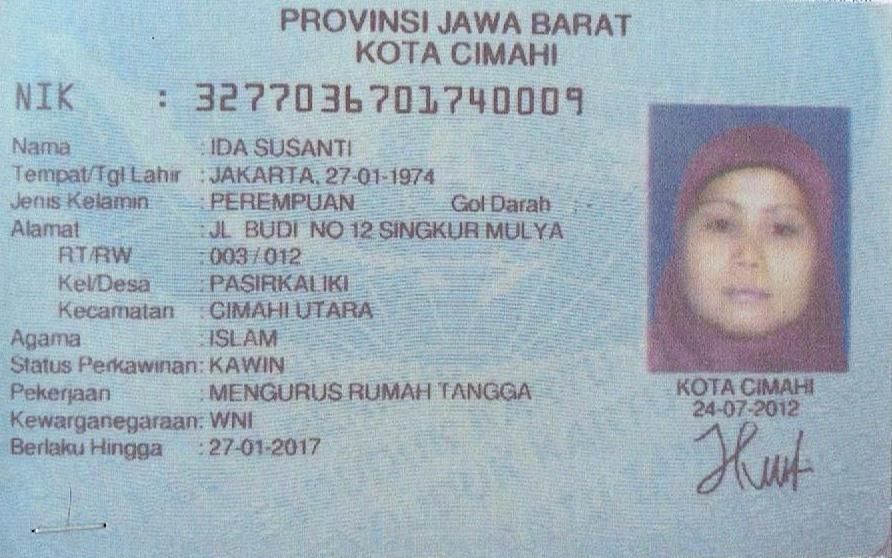 PROVINSI JAWA BARAT
KOTA CIMAHI
NIK : 3277036701740009
Nama : IDA SUSANTI
Tempat/Tgl Lahir : JAKARTA, 27-01-1974
Jenis Kelamin : PEREMPUAN Gol Darah : -
Alamat : JL BUDI NO 12 SINGKUR MULYA
RT/RW : 003 / 012
Kel/Desa : PASIRKALIKI
Kecamatan : CIMAHI UTARA
Agama : ISLAM
Status Perkawinan: KAWIN
Pekerjaan : MENGURUS RUMAH TANGGA
Kewarganegaraan: WNI
Berlaku Hingga : 27-01-2017
KOTA CIMAHI
24-07-2012